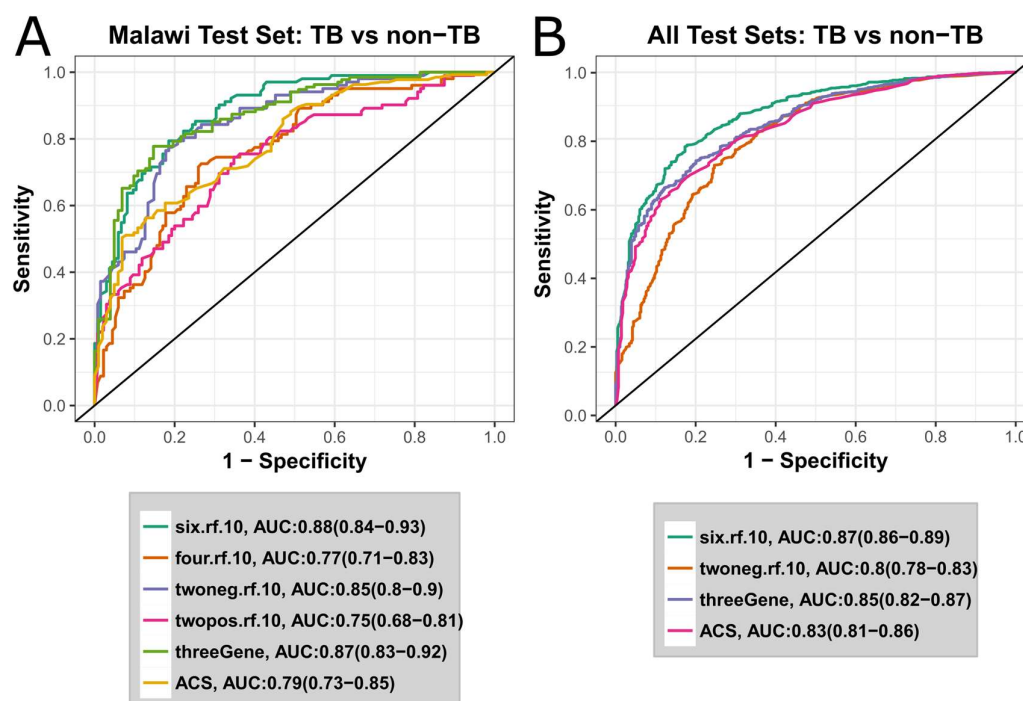 A
Malawi Test Set: TB vs non−TB
1.0
0.8
0.6
0.4
0.2
0.0
Sensitivity
0.0 0.2 0.4 0.6 0.8 1.0
1 − Specificity
six.rf.10, AUC:0.88(0.84−0.93)
four.rf.10, AUC:0.77(0.71−0.83)
twoneg.rf.10, AUC:0.85(0.8−0.9)
twopos.rf.10, AUC:0.75(0.68−0.81)
threeGene, AUC:0.87(0.83−0.92)
ACS, AUC:0.79(0.73−0.85)
B
All Test Sets: TB vs non−TB
1.0
0.8
0.6
0.4
0.2
0.0
Sensitivity
0.0 0.2 0.4 0.6 0.8 1.0
1 − Specificity
six.rf.10, AUC:0.87(0.86−0.89)
twoneg.rf.10, AUC:0.8(0.78−0.83)
threeGene, AUC:0.85(0.82−0.87)
ACS, AUC:0.83(0.81−0.86)